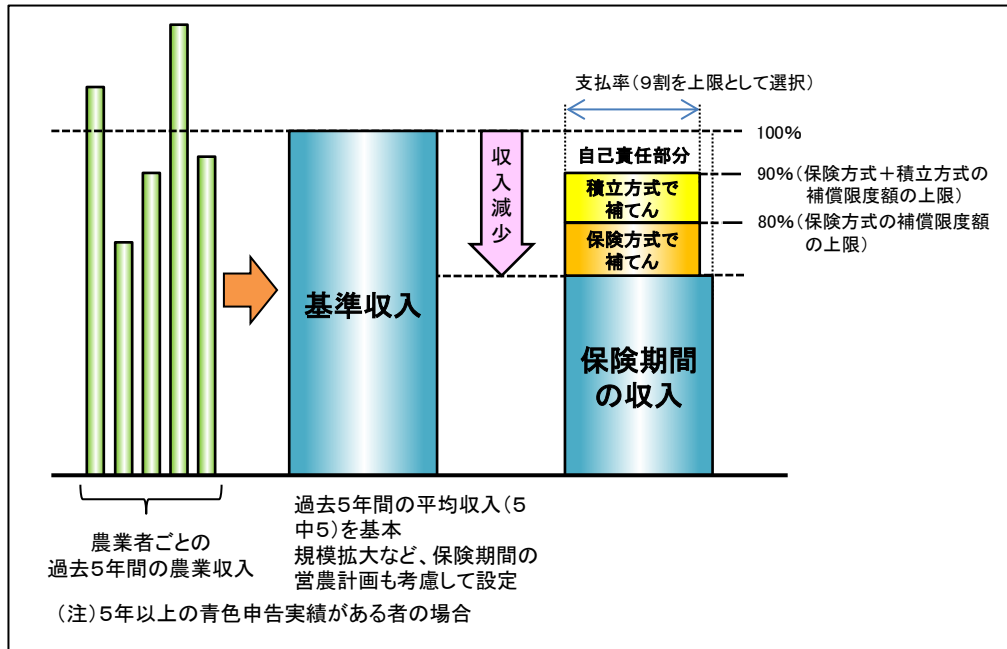 支払率(9割を上限として選択)
100%
自己責任部分
90%(保険方式+積立方式の
補償限度額の上限)
積立方式で
補てん
80%(保険方式の補償限度額
の上限)
保険方式で
補てん
収入減少
基準収入
保険期間
の収入
農業者ごとの
過去5年間の農業収入
過去5年間の平均収入(5
中5)を基本
規模拡大など、保険期間の
営農計画も考慮して設定
(注)5年以上の青色申告実績がある者の場合